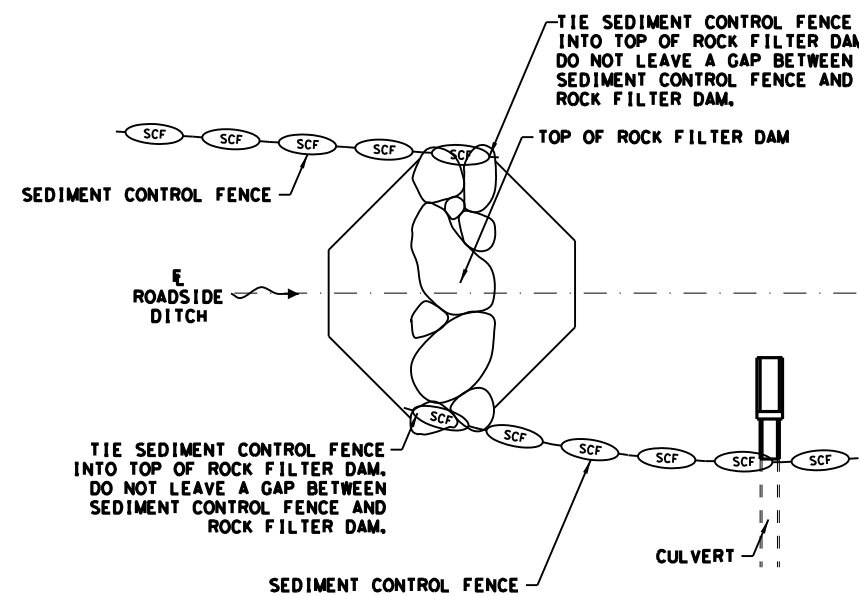 TIE SEDIMENT CONTROL FENCE
INTO TOP OF ROCK FILTER DAM
DO NOT LEAVE A GAP BETWEEN
SEDIMENT CONTROL FENCE AND
ROCK FILTER DAM.
TOP OF ROCK FILTER DAM
SCF
SCF
SCF
SCF
SCF
SEDIMENT CONTROL FENCE
ROADSIDE
DITCH
SCF
SCF
SCF
SCF
SCF
SCF
TIE SEDIMENT CONTROL FENCE
INTO TOP OF ROCK FILTER DAM.
DO NOT LEAVE A GAP BETWEEN
SEDIMENT CONTROL FENCE AND
ROCK FILTER DAM.
CULVERT
SEDIMENT CONTROL FENCE